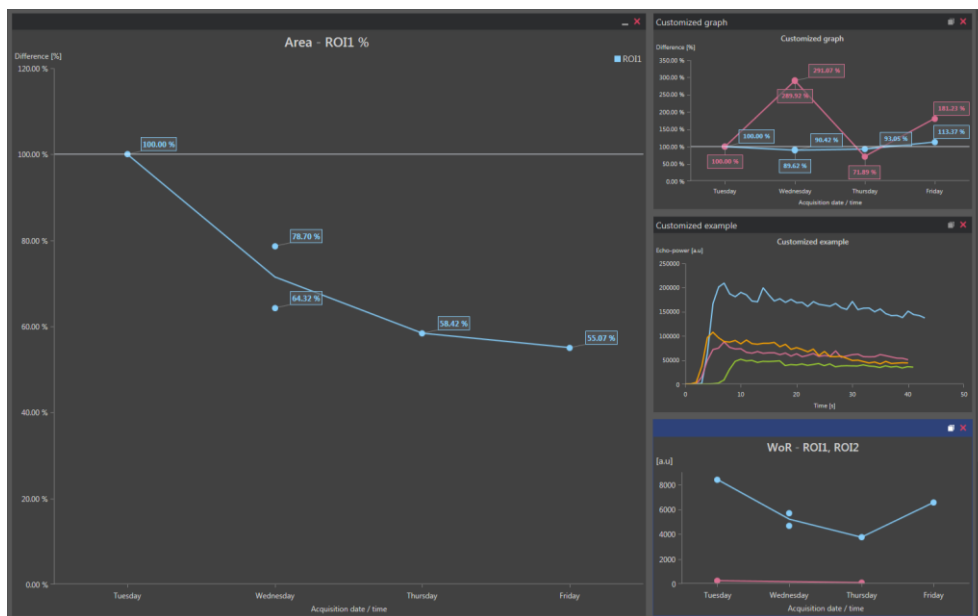 Area - ROI1 %
Difference [%]
ROI1
120.00 %
100.00 %
80.00 %
60.00 %
40.00 %
20.00 %
0.00 %
100.00 %
78.70 %
64.32 %
58.42 %
55.07 %
Tuesday
Wednesday
Thursday
Friday
Acquisition date / time
Customized graph
Customized graph
Difference [%]
350.00 %
300.00 %
250.00 %
200.00 %
150.00 %
100.00 %
50.00 %
0.00 %
289.92 %
181.23 %
100.00 %
90.42 %
93.05 %
113.37 %
100.00 %
89.62 %
71.89 %
Tuesday
Wednesday
Thursday
Friday
Acquisition date / time
Customized example
Customized example
Echo-power [a.u]
250000
200000
150000
100000
50000
0
0
10
20
30
40
50
Time [s]
WoR - ROI1, ROI2
[a.u]
8000
6000
4000
2000
0
Tuesday
Wednesday
Thursday
Friday
Acquisition date / time